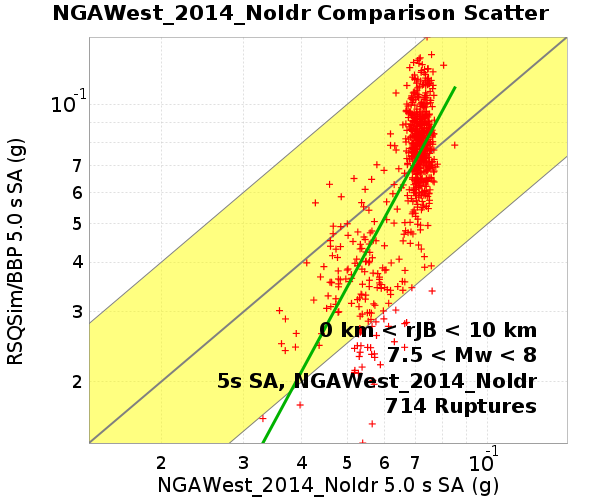 NGAWest_2014_NoIdr Comparison Scatter
RSQSim/BBP 5.0 s SA (g)
10-1
7
6
5
4
3
2
0 km < rJB < 10 km
7.5 < Mw < 8
5s SA, NGAWest_2014_NoIdr
714 Ruptures
2 3 4 5 6 7 10-1
NGAWest_2014_NoIdr 5.0 s SA (g)